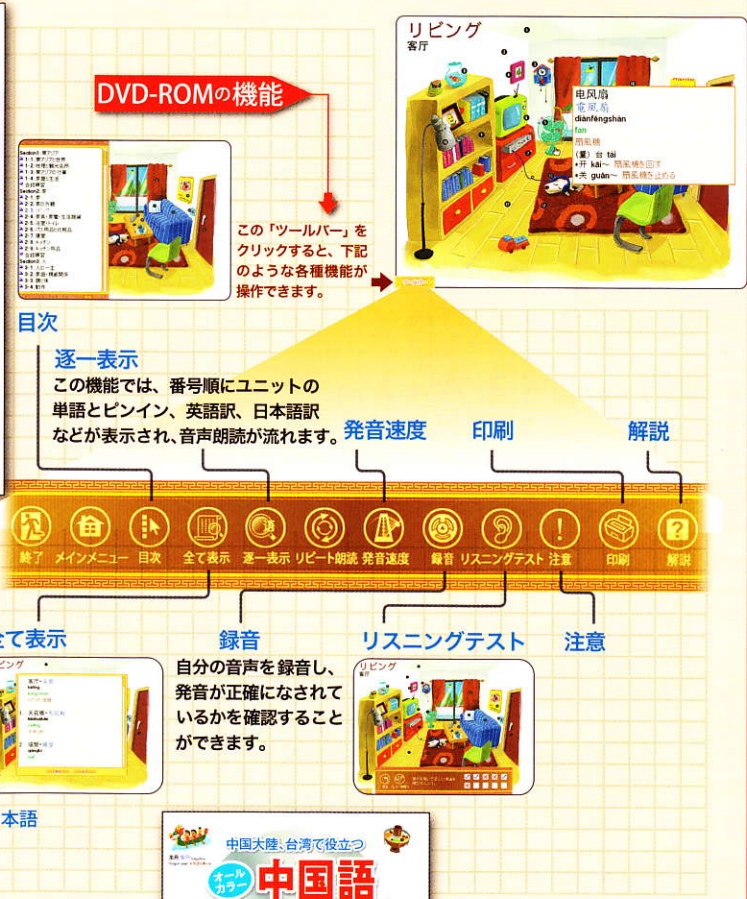 リビング
客厅
电风扇
電風扇
diànfēngshàn
fan
扇風機
(量) 台 tái
•开 kāi~ 扇風機を回す
•关 guān~ 扇風機を止める
DVD-ROMの機能
この「ツールバー」を
クリックすると、下記
のような各種機能が
操作できます。
ツールバー
目次
逐一表示
この機能では、番号順にユニットの
単語とピンイン、英語訳、日本語訳
などが表示され、音声朗読が流れます。
発音速度
印刷
解説
終了 メインメニュー 目次 全て表示 逐一表示 リピート朗読 発音速度 録音 リスニングテスト 注意 印刷 解説
全て表示
録音
自分の音声を録音し、
発音が正確になされて
いるかを確認すること
ができます。
リスニングテスト
注意
リビング
客厅
本語
中国大陸、台湾で役立つ
オール
カラー
中国語